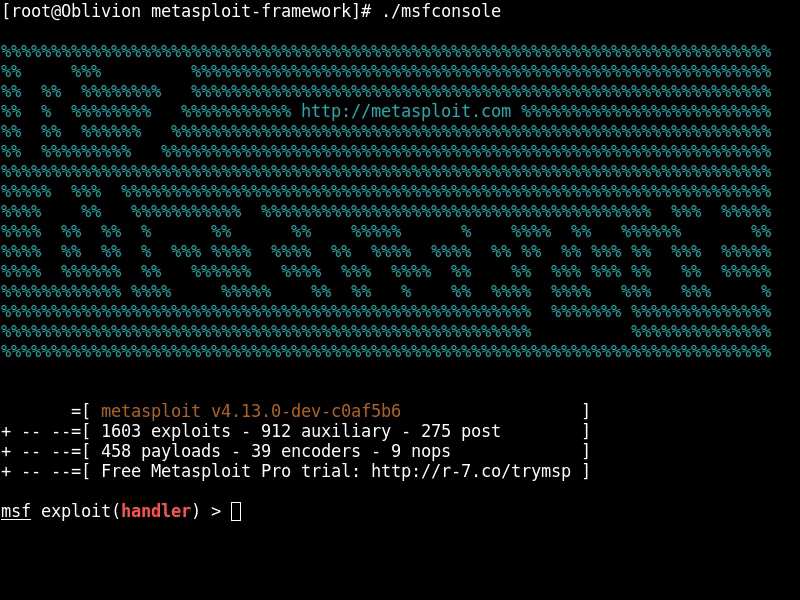 [root@Oblivion metasploit-framework]# ./msfconsole
http://metasploit.com
=[ metasploit v4.13.0-dev-c0af5b6 ]
+ -- --=[ 1603 exploits - 912 auxiliary - 275 post ]
+ -- --=[ 458 payloads - 39 encoders - 9 nops ]
+ -- --=[ Free Metasploit Pro trial: http://r-7.co/trymsp ]
msf exploit(handler) >